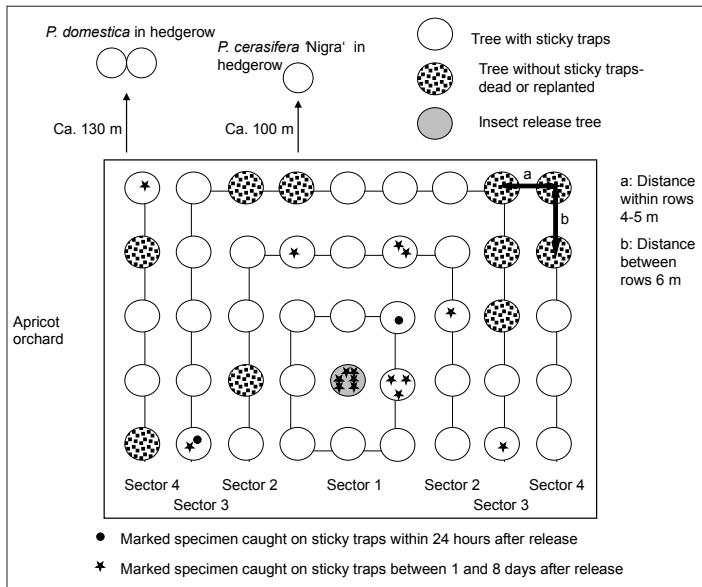 P. domestica in hedgerow
P. cerasifera 'Nigra' in
hedgerow
Ca. 130 m
Ca. 100 m
Tree with sticky traps
Tree without sticky traps-
dead or replanted
Insect release tree
a
b
a: Distance
within rows
4-5 m
b: Distance
between
rows 6 m
Apricot
orchard
Sector 4
Sector 3
Sector 2
Sector 1
Sector 2
Sector 3
Sector 4
Marked specimen caught on sticky traps within 24 hours after release
Marked specimen caught on sticky traps between 1 and 8 days after release